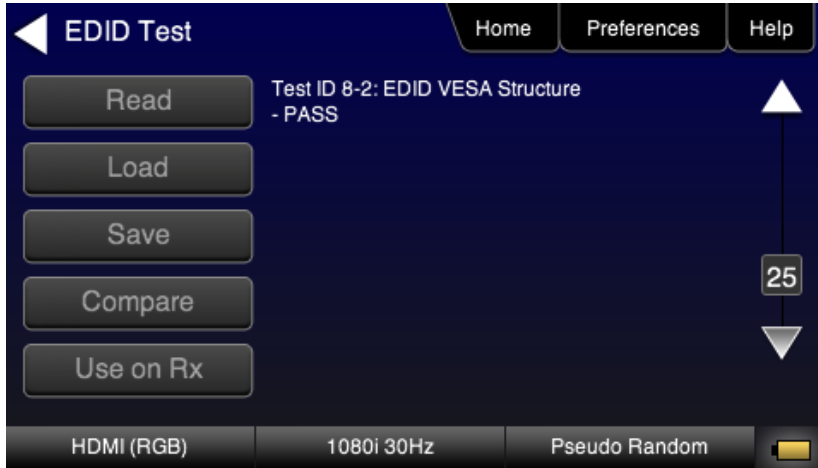 EDID Test
Home
Preferences
Help
Read
Test ID 8-2: EDID VESA Structure
- PASS
Load
Save
Compare
25
Use on Rx
HDMI (RGB)
1080i 30Hz
Pseudo Random